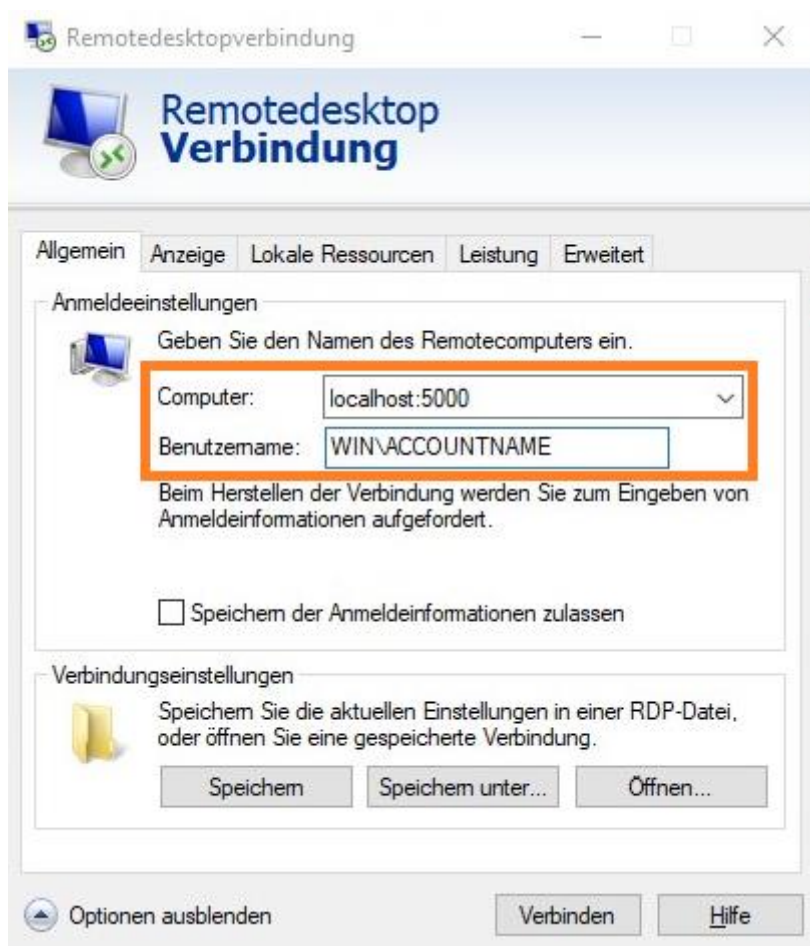 Remotedesktopverbindung
Remotedesktop
Verbindung
Allgemein Anzeige Lokale Ressourcen Leistung Erweitert
Anmeldeeinstellungen
Geben Sie den Namen des Remotecomputers ein.
Computer: localhost:5000
Benutzername: WIN\ACCOUNTNAME
Beim Herstellen der Verbindung werden Sie zum Eingeben von
Anmeldeinformationen aufgefordert.
Speichern der Anmeldeinformationen zulassen
Verbindungseinstellungen
Speichern Sie die aktuellen Einstellungen in einer RDP-Datei,
oder öffnen Sie eine gespeicherte Verbindung.
Speichern Speichern unter... Öffnen...
Optionen ausblenden Verbinden Hilfe